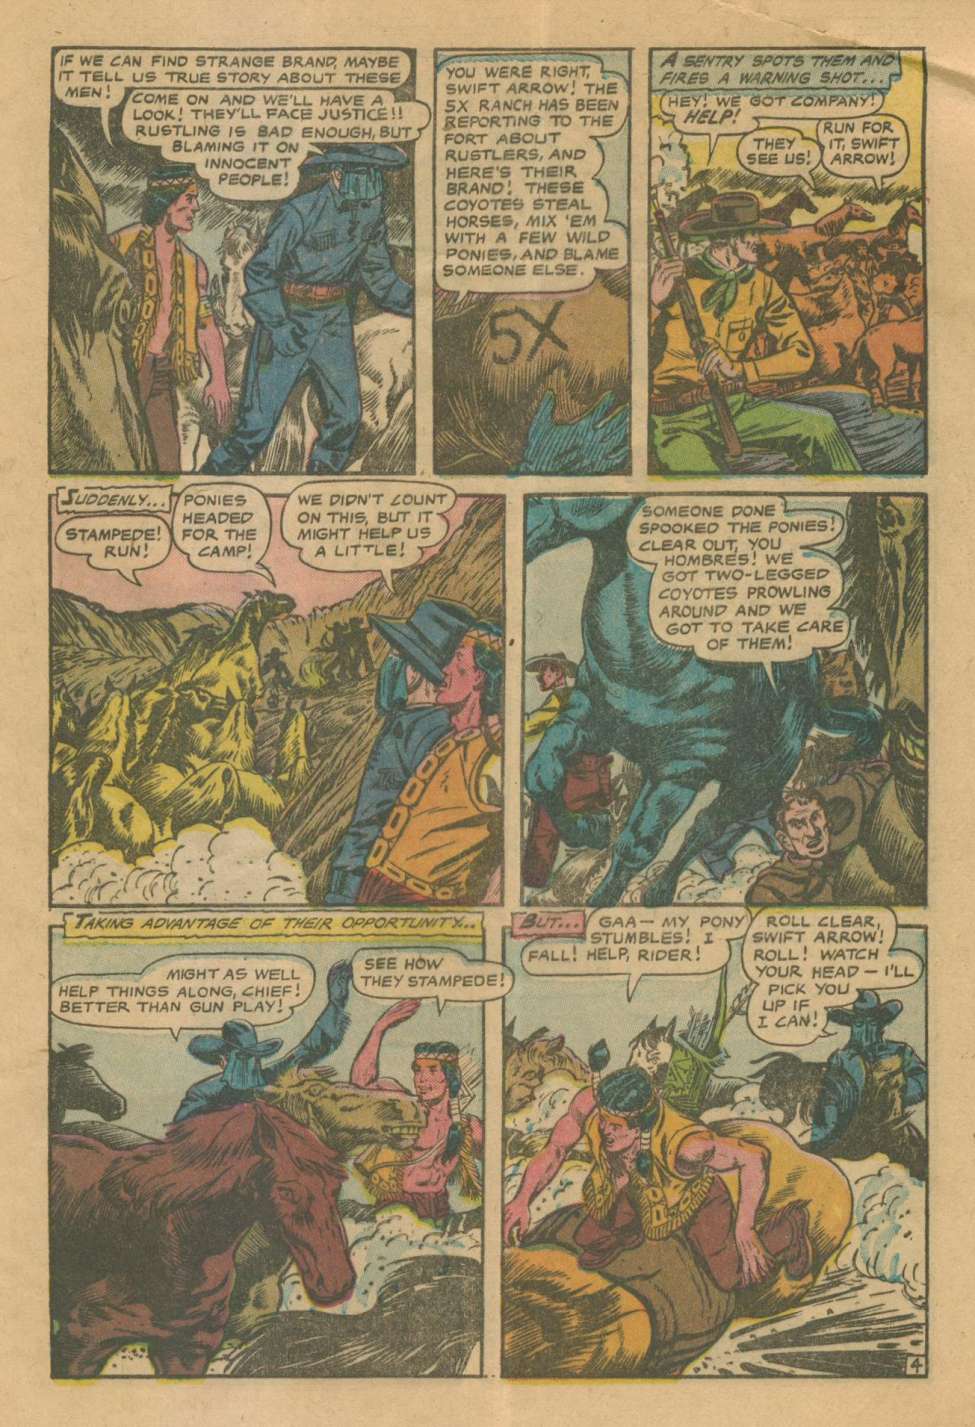 IF WE CAN FIND STRANGE BRAND, MAYBE
IT TELL US TRUE STORY ABOUT THESE
MEN!
COME ON AND WE'LL HAVE A
LOOK! THEY'LL FACE JUSTICE!!
RUSTLING IS BAD ENOUGH, BUT
BLAMING IT ON
INNOCENT
PEOPLE!
YOU WERE RIGHT,
SWIFT ARROW! THE
5X RANCH HAS BEEN
REPORTING TO THE
FORT ABOUT
RUSTLERS, AND
HERE'S THEIR
BRAND! THESE
COYOTES STEAL
HORSES, MIX 'EM
WITH A FEW WILD
PONIES, AND BLAME
SOMEONE ELSE.
5X
A SENTRY SPOTS THEM AND
FIRES A WARNING SHOT...
HEY! WE GOT COMPANY!
HELP!
THEY
SEE US!
RUN FOR
IT, SWIFT
ARROW!
SUDDENLY...
STAMPEDE!
RUN!
PONIES
HEADED
FOR THE
CAMP!
WE DIDN'T COUNT
ON THIS, BUT IT
MIGHT HELP US
A LITTLE!
SOMEONE DONE
SPOOKED THE PONIES!
CLEAR OUT, YOU
HOMBRES! WE
GOT TWO-LEGGED
COYOTES PROWLING
AROUND AND WE
GOT TO TAKE CARE
OF THEM!
TAKING ADVANTAGE OF THEIR OPPORTUNITY...
MIGHT AS WELL
HELP THINGS ALONG, CHIEF!
BETTER THAN GUN PLAY!
SEE HOW
THEY STAMPEDE!
BUT...
GAA— MY PONY
STUMBLES! I
FALL! HELP, RIDER!
ROLL CLEAR,
SWIFT ARROW!
ROLL! WATCH
YOUR HEAD — I'LL
PICK YOU
UP IF
I CAN!
4